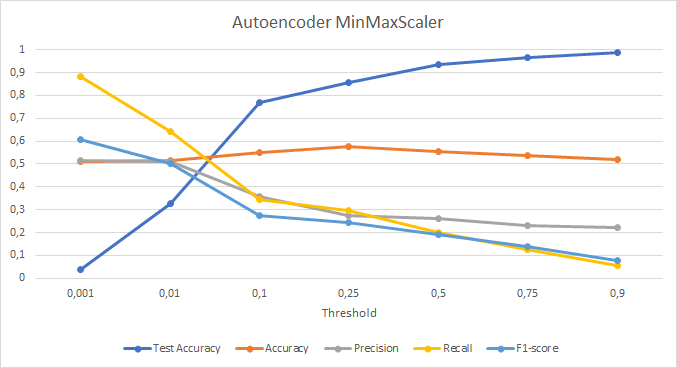 Autoencoder MinMaxScaler
1
0,9
0,8
0,7
0,6
0,5
0,4
0,3
0,2
0,1
0
0,001 0,01 0,1 0,25 0,5 0,75 0,9
Threshold
Test Accuracy Accuracy Precision Recall F1-score